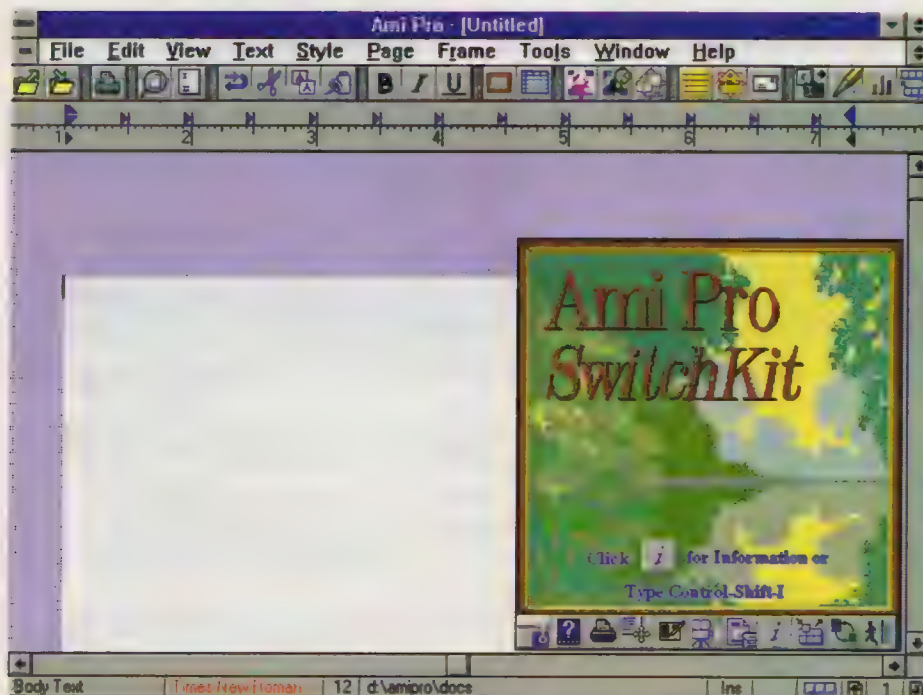 Ami Pro - [Untitled]
File Edit View Text Style Page Frame Tools Window Help
B I U
1 2 3 4 5 6 7
Ami Pro
SwitchKit
Click i for Information or
Type Control-Shift-I
? i
Body Text Times New Roman 12 d:\amipro\docs Ins 1